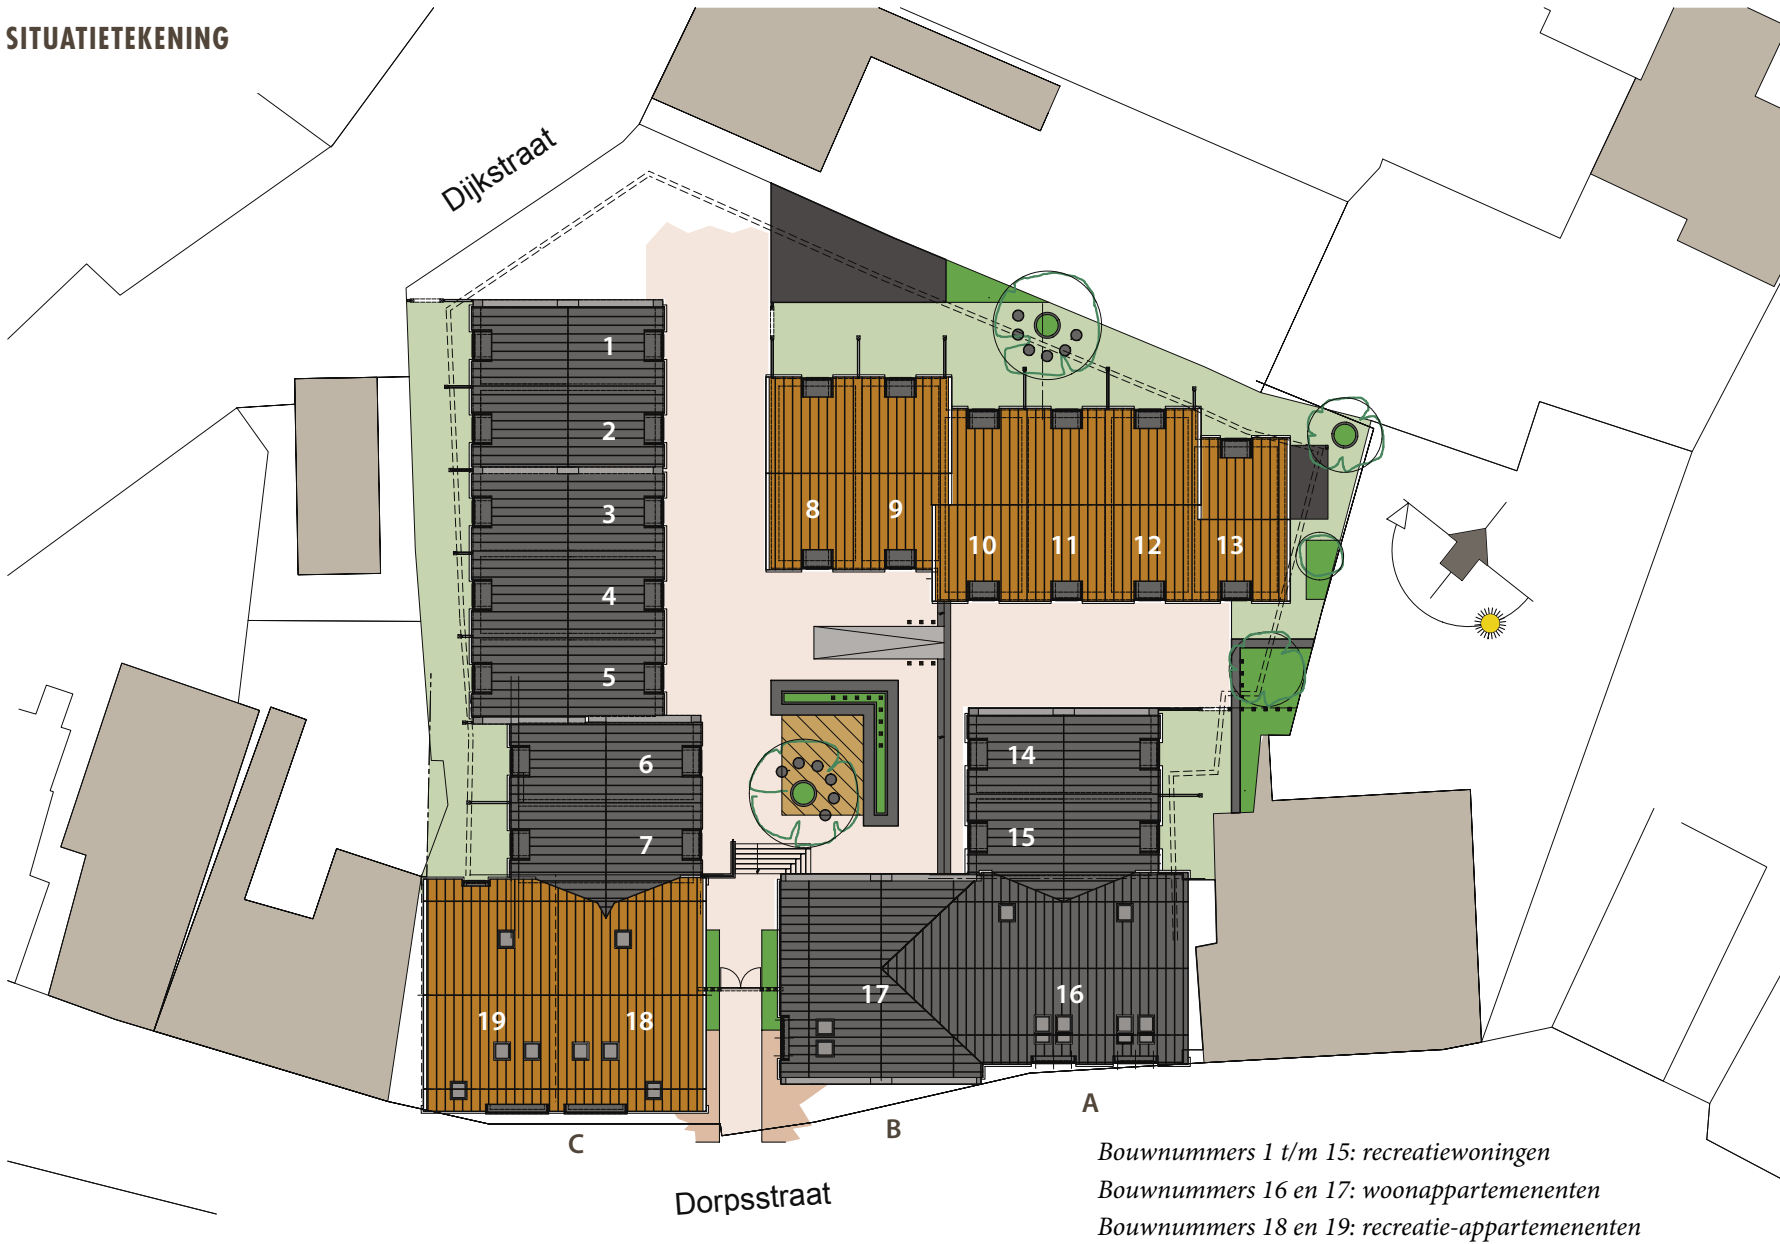 SITUATIETEKENING
Dijkstraat
1
2
3
4
5
6
7
8
9
10
11
12
13
14
15
16
17
18
19
A
B
C
Dorpsstraat
Bouwnummers 1 t/m 15: recreatiewoningen
Bouwnummers 16 en 17: woonappartemenenten
Bouwnummers 18 en 19: recreatie-appartemenenten